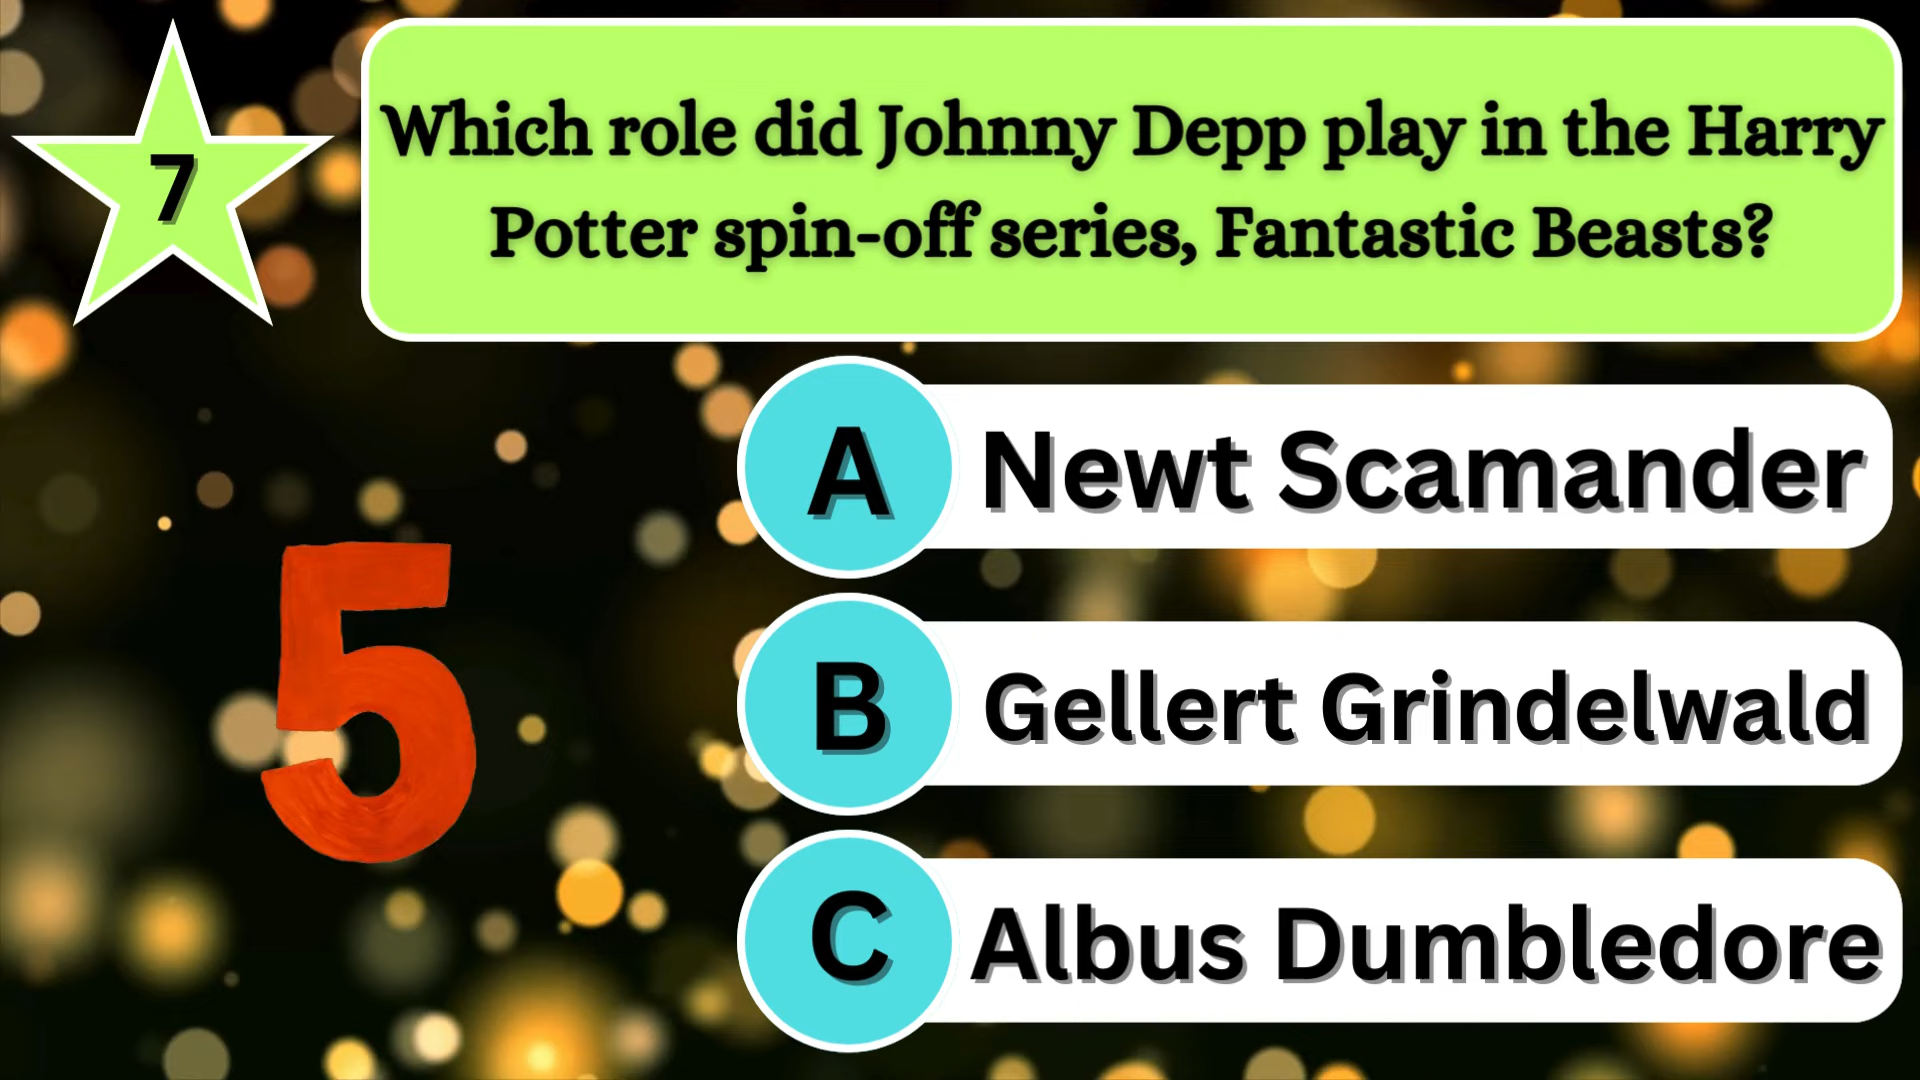 7
Which role did Johnny Depp play in the Harry
Potter spin-off series, Fantastic Beasts?
A Newt Scamander
5
B Gellert Grindelwald
C Albus Dumbledore